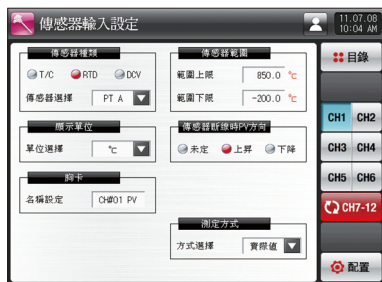 傳感器輸入設定
11.07.08
10:04 AM
傳感器種類
T/C RTD DCV
傳感器選擇 PT A
顯示單位
單位選擇 °C
胸卡
名稱設定 CH#01 PV
傳感器範圍
範圍上限 850.0 °C
範圍下限 -200.0 °C
傳感器斷線時PV方向
未定 上昇 下降
測定方式
方式選擇 實際値
目錄
CH1 CH2
CH3 CH4
CH5 CH6
CH7-12
配置